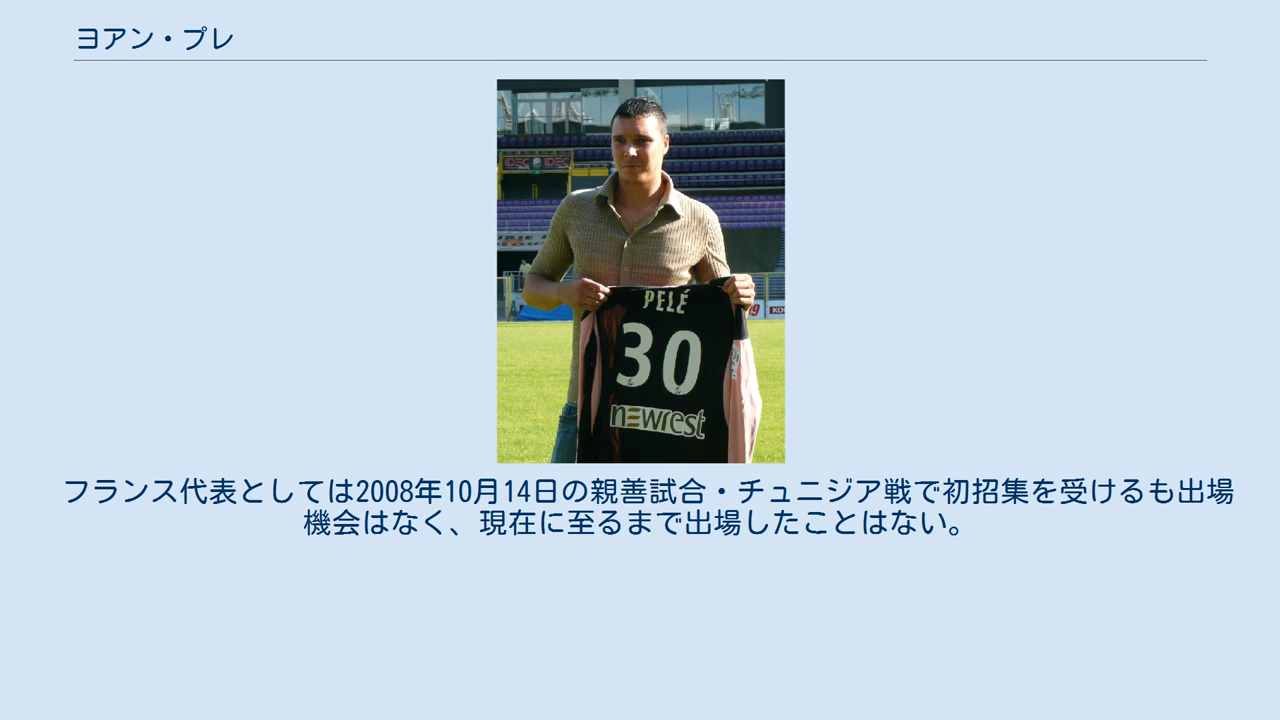 ヨアン・プレ
IDEC IDEC
PELÉ
30
newrest
フランス代表としては2008年10月14日の親善試合・チュニジア戦で初招集を受けるも出場
機会はなく、現在に至るまで出場したことはない。